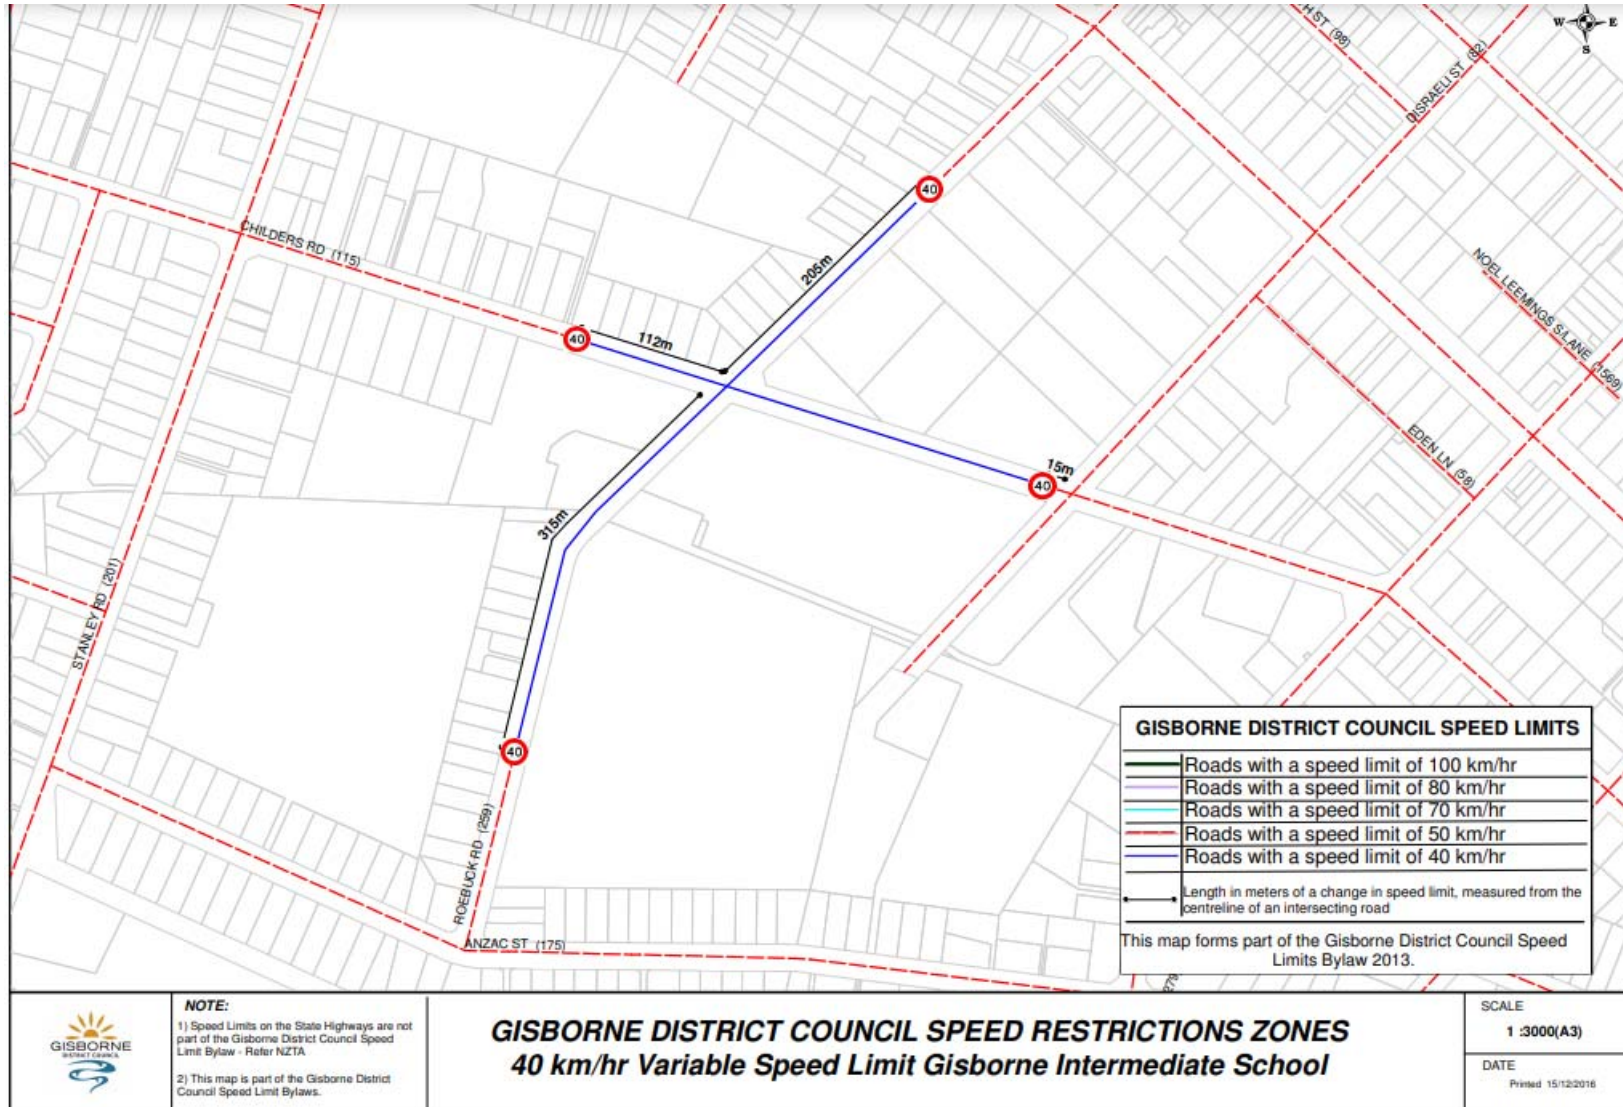 W E
S
H ST (98)
DISRAELI ST (82)
40
205m
CHILDERS RD (115)
NOEL LEEMINGS S/LANE (1569)
40
112m
EDEN LN (58)
15m
40
315m
STANLEY RD (201)
40
ROEBUCK RD (259)
ANZAC ST (175)
279
GISBORNE DISTRICT COUNCIL SPEED LIMITS
Roads with a speed limit of 100 km/hr
Roads with a speed limit of 80 km/hr
Roads with a speed limit of 70 km/hr
Roads with a speed limit of 50 km/hr
Roads with a speed limit of 40 km/hr
Length in meters of a change in speed limit, measured from the
centreline of an intersecting road
This map forms part of the Gisborne District Council Speed
Limits Bylaw 2013.
GISBORNE
DISTRICT COUNCIL
NOTE:
1) Speed Limits on the State Highways are not
part of the Gisborne District Council Speed
Limit Bylaw - Refer NZTA
2) This map is part of the Gisborne District
Council Speed Limit Bylaws.
GISBORNE DISTRICT COUNCIL SPEED RESTRICTIONS ZONES
40 km/hr Variable Speed Limit Gisborne Intermediate School
SCALE
1 :3000(A3)
DATE
Printed 15/12/2016